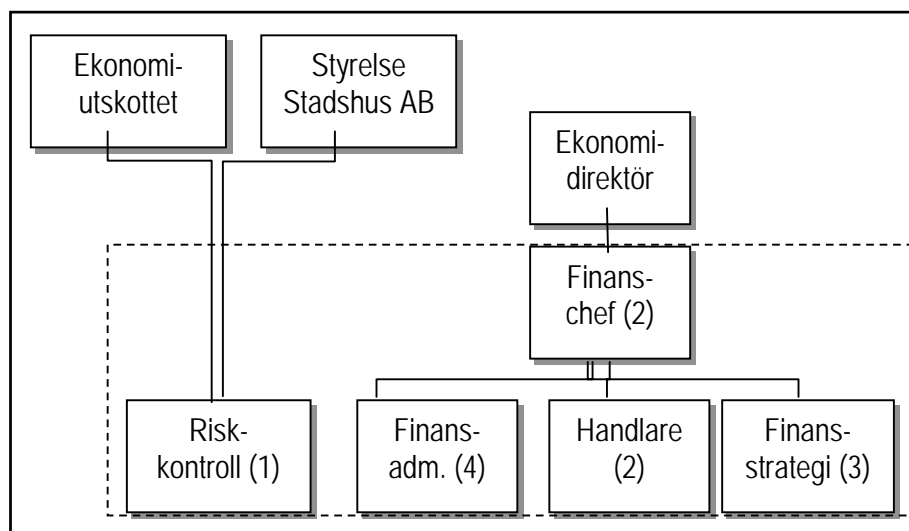 Ekonomi-
utskottet
Styrelse
Stadshus AB
Ekonomi-
direktör
Finans-
chef (2)
Risk-
kontroll (1)
Finans-
adm. (4)
Handlare
(2)
Finans-
strategi (3)